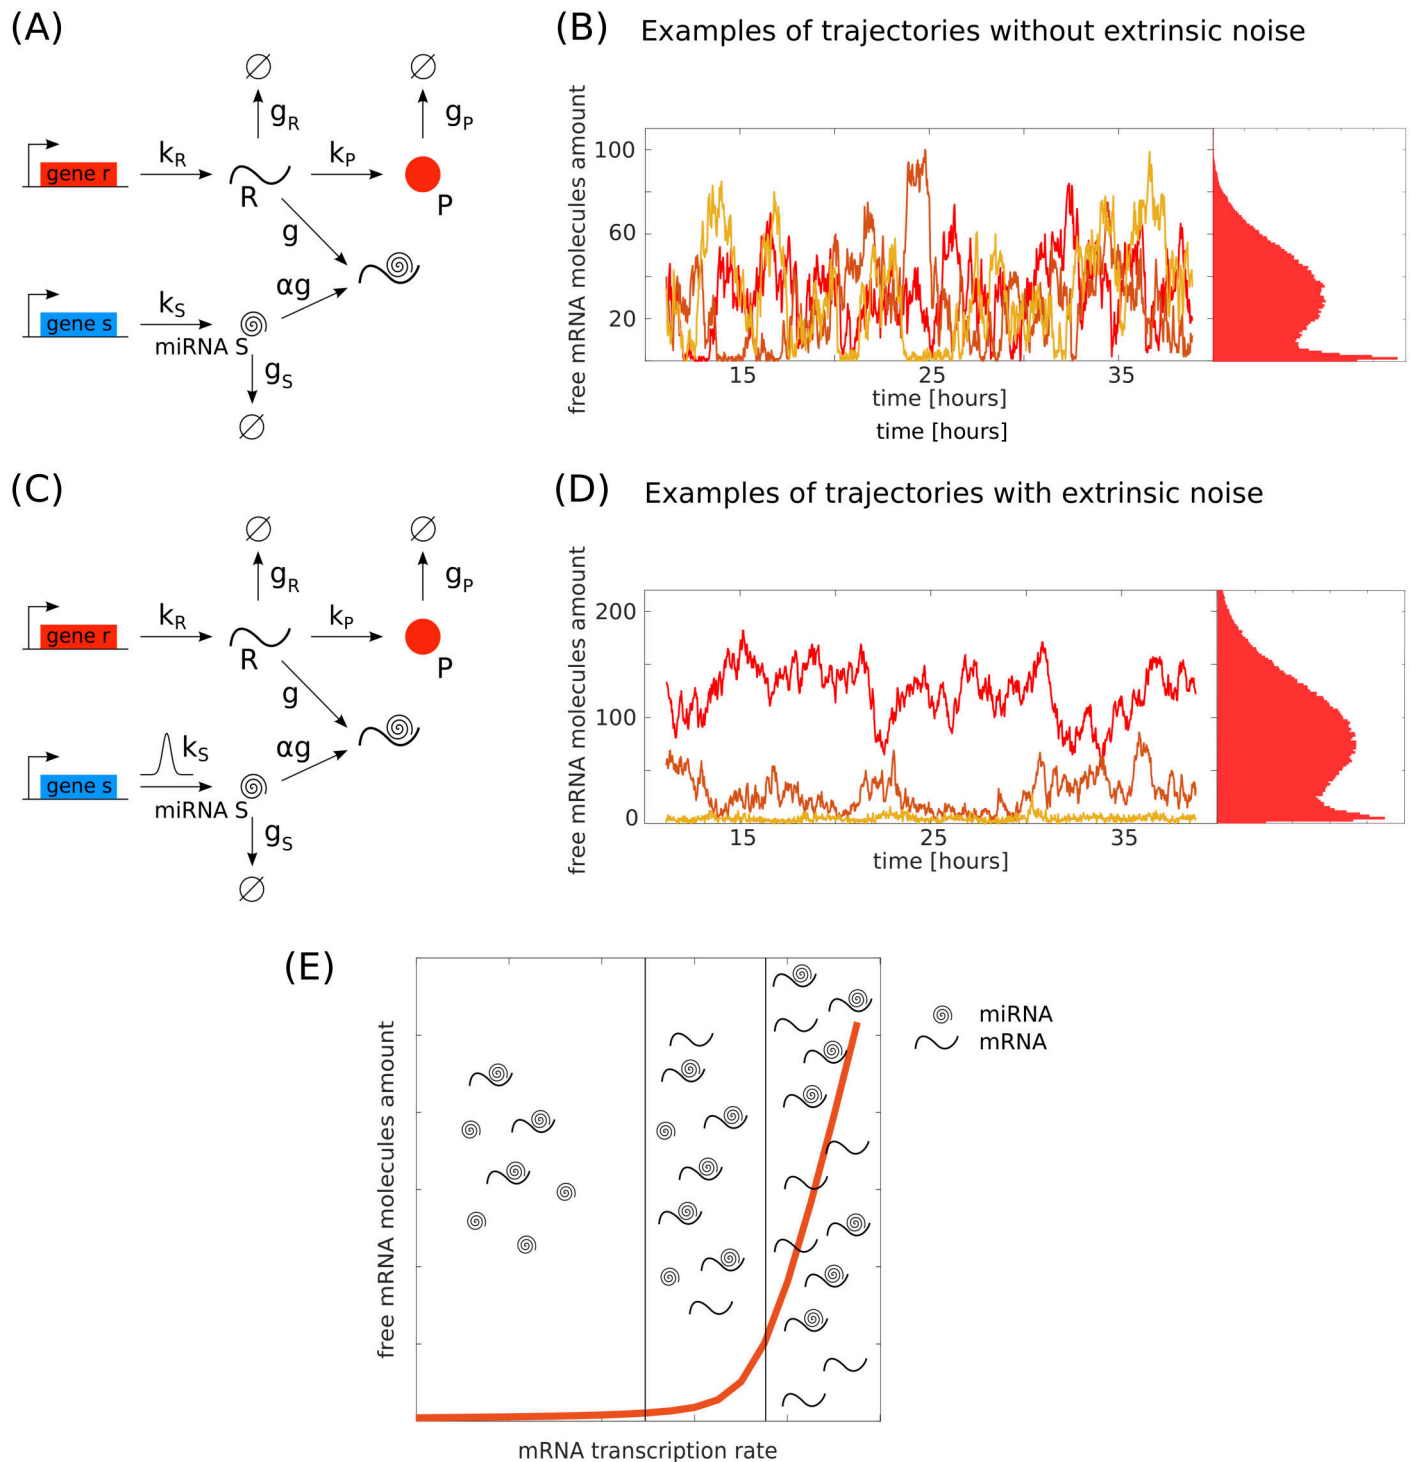 (A)
∅ ∅
g_R g_P
gene r k_R k_P
R P
g
αg
gene s k_S
miRNA S
g_S
∅
(B) Examples of trajectories without extrinsic noise
free mRNA molecules amount
100
60
20
15 25 35
time [hours]
time [hours]
(C)
∅ ∅
g_R g_P
gene r k_R k_P
R P
g
αg
gene s k_S
miRNA S
g_S
∅
(D) Examples of trajectories with extrinsic noise
free mRNA molecules amount
200
100
0
15 25 35
time [hours]
(E)
free mRNA molecules amount
mRNA transcription rate
miRNA
mRNA